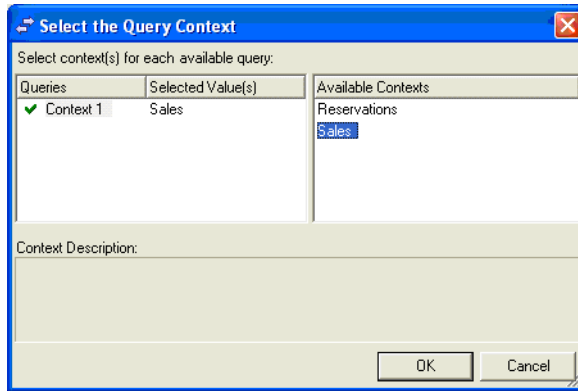 Select the Query Context
Select context(s) for each available query:
Queries Selected Value(s) Available Contexts
Context 1 Sales Reservations
Sales
Context Description:
OK Cancel